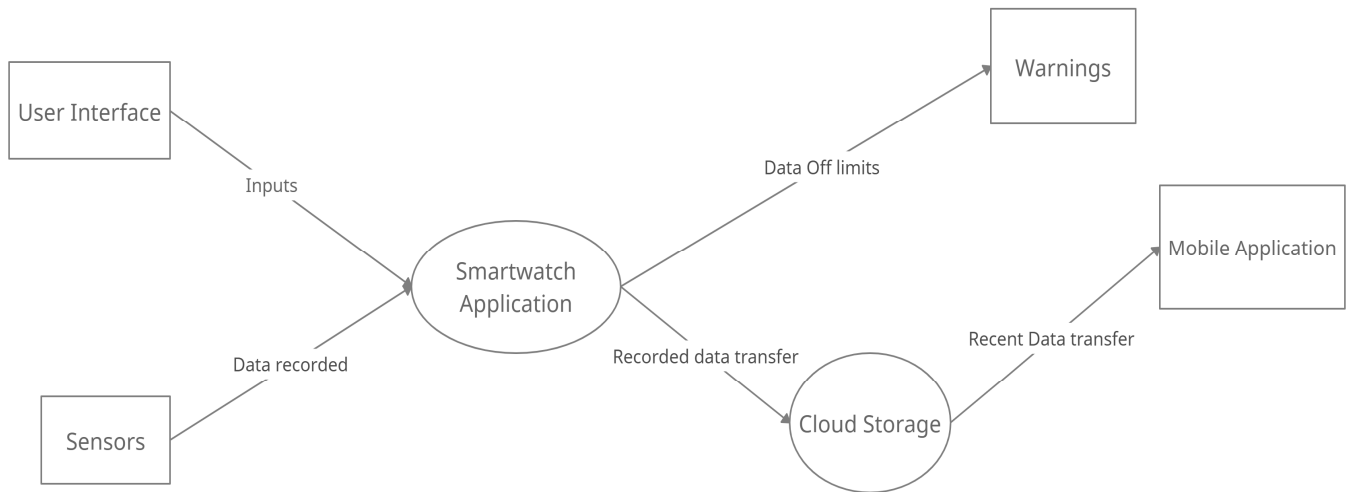 Warnings
User Interface
Data Off limits
Inputs
Mobile Application
Smartwatch
Application
Recent Data transfer
Recorded data transfer
Data recorded
Cloud Storage
Sensors